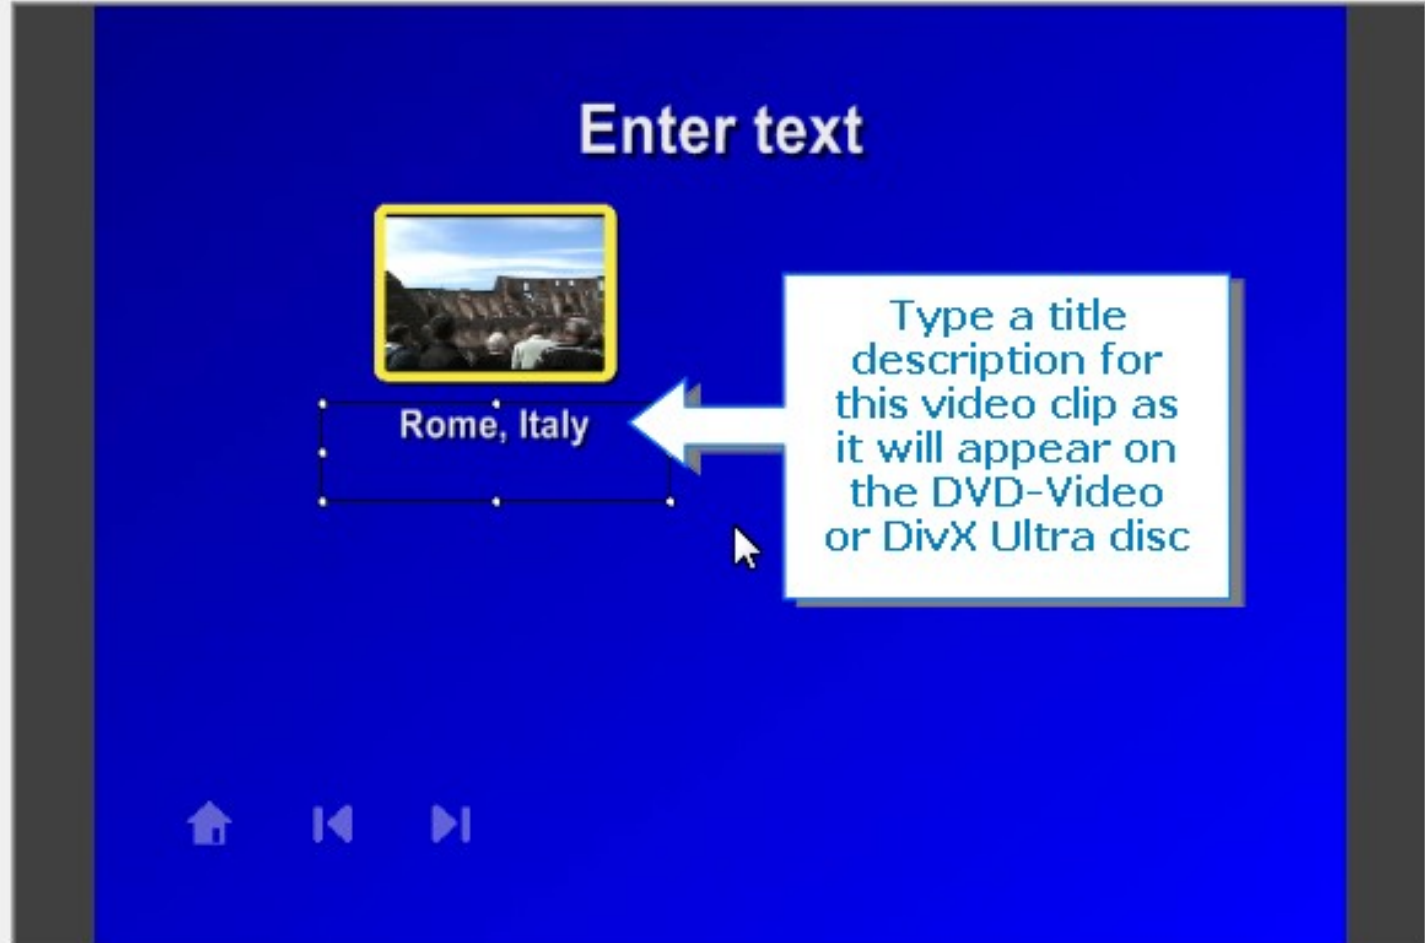 Enter text
Rome, Italy
Type a title
description for
this video clip as
it will appear on
the DVD-Video
or DivX Ultra disc